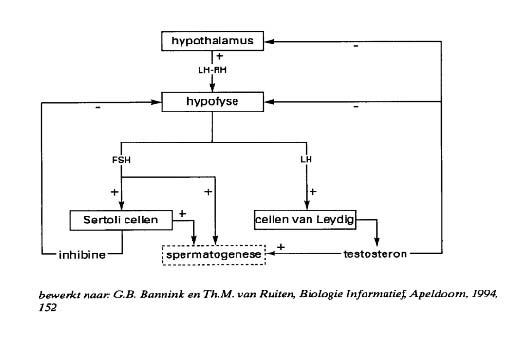 hypothalamus
+
LH-RH
-
hypofyse
-
-
FSH
LH
+
+
+
Sertoli cellen
+
cellen van Leydig
inhibine
spermatogenese
+
testosteron
bewerkt naar: G.B. Bannink en Th.M. van Ruiten, Biologie Informatief, Apeldoorn, 1994,
152